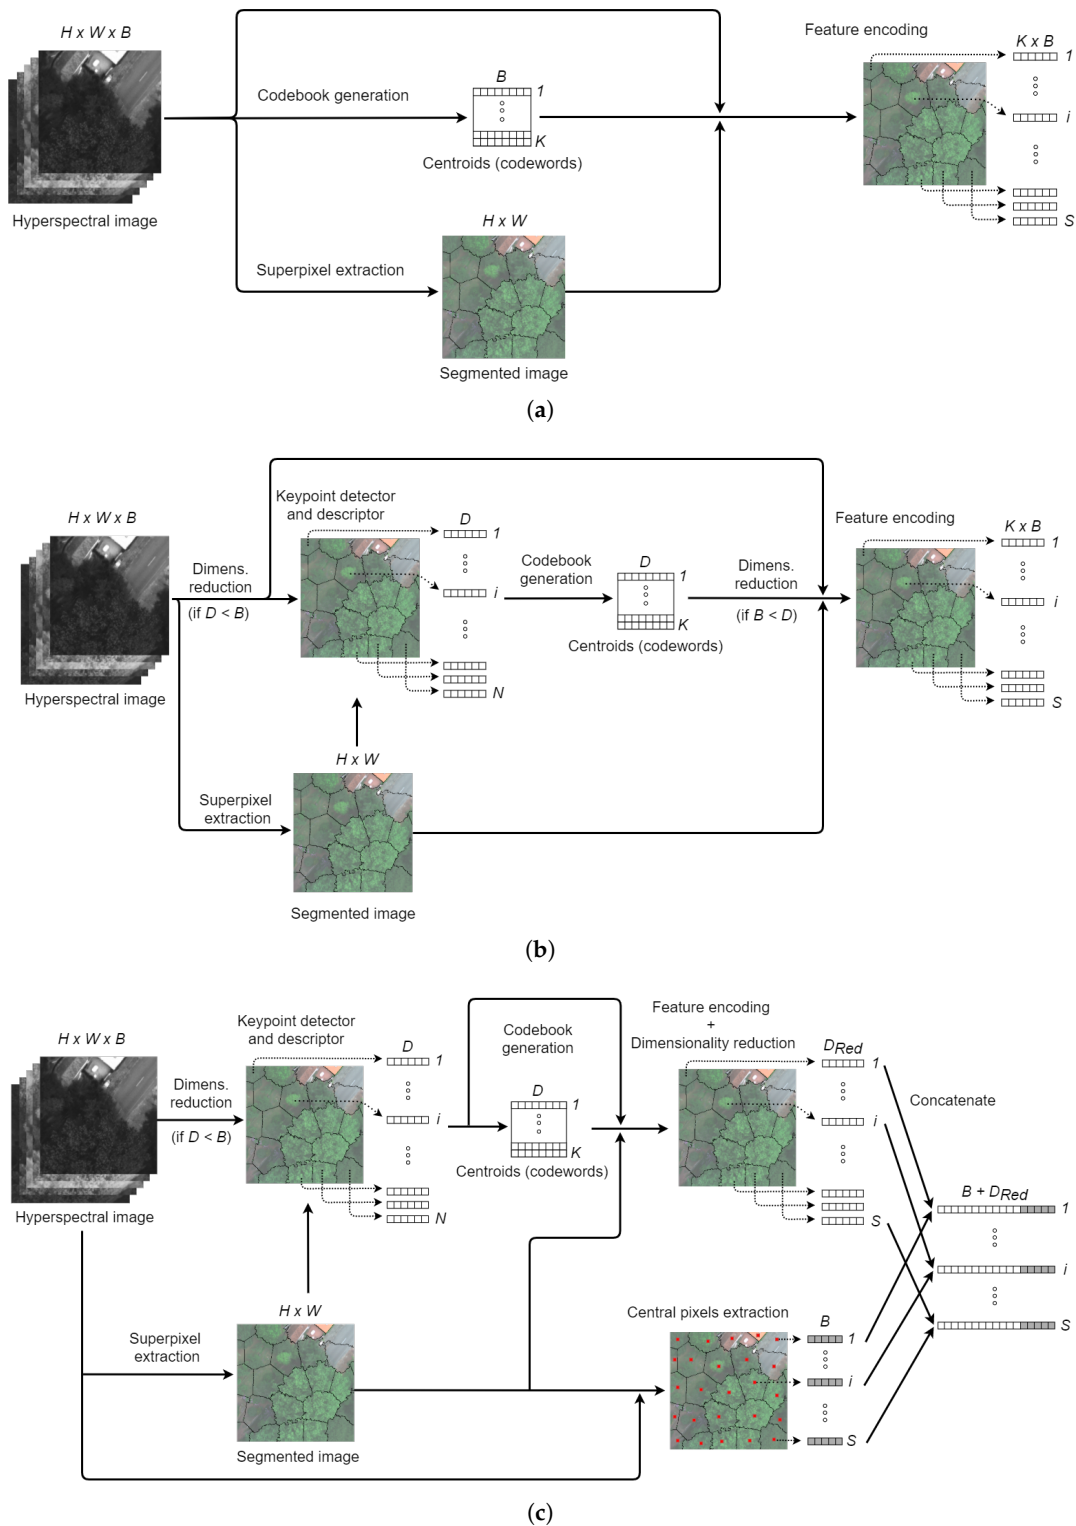 H x W x B
Hyperspectral image
Codebook generation
B
1
K
Centroids (codewords)
Superpixel extraction
H x W
Segmented image
Feature encoding
K x B
1
i
S
(a)
H x W x B
Hyperspectral image
Dimens.
reduction
(if D < B)
Keypoint detector
and descriptor
D
1
i
N
Codebook
generation
D
1
K
Centroids (codewords)
Dimens.
reduction
(if B < D)
Feature encoding
K x B
1
i
S
Superpixel
extraction
H x W
Segmented image
(b)
H x W x B
Hyperspectral image
Dimens.
reduction
(if D < B)
Keypoint detector
and descriptor
D
1
i
N
Codebook
generation
D
1
K
Centroids (codewords)
Feature encoding
+
Dimensionality reduction
DRed
1
i
S
Concatenate
B + DRed
1
i
S
Superpixel
extraction
H x W
Segmented image
Central pixels extraction
B
1
i
S
(c)